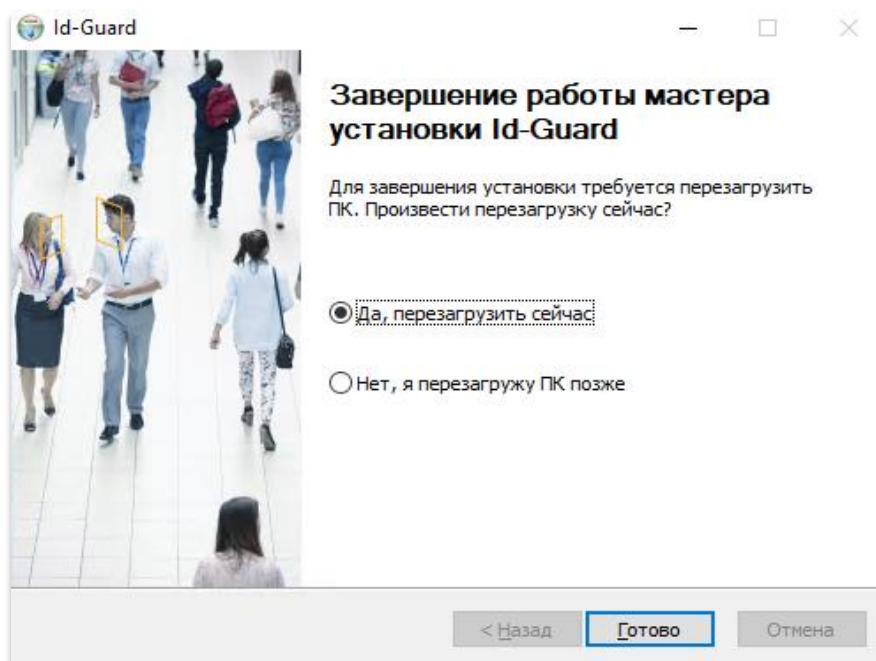 Id-Guard
Завершение работы мастера
установки Id-Guard
Для завершения установки требуется перезагрузить
ПК. Произвести перезагрузку сейчас?
Да, перезагрузить сейчас
Нет, я перезагружу ПК позже
< Назад Готово Отмена